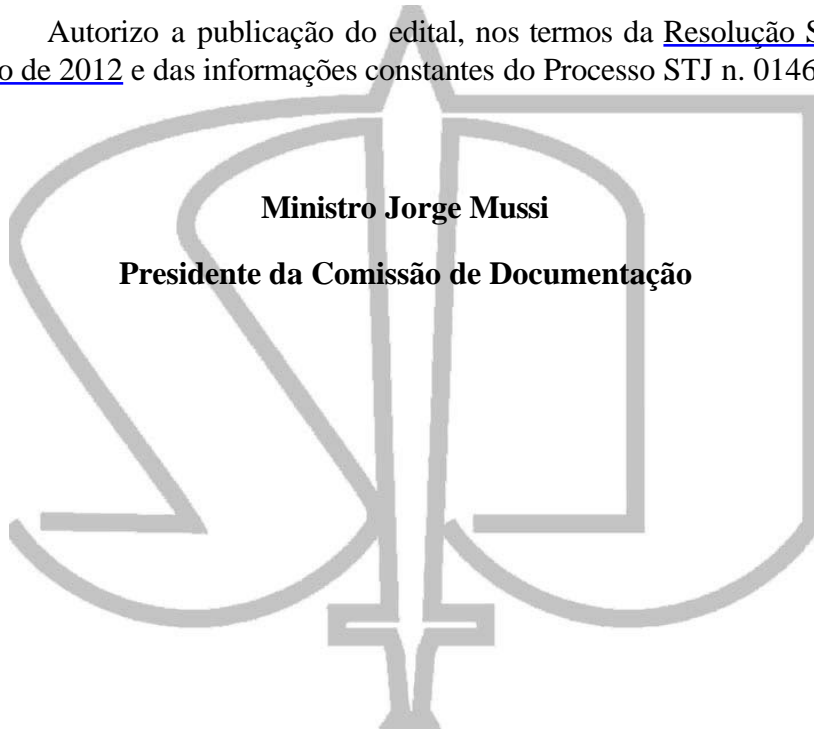 Autorizo a publicação do edital, nos termos da Resolução S
o de 2012 e das informações constantes do Processo STJ n. 0146
Ministro Jorge Mussi
Presidente da Comissão de Documentação